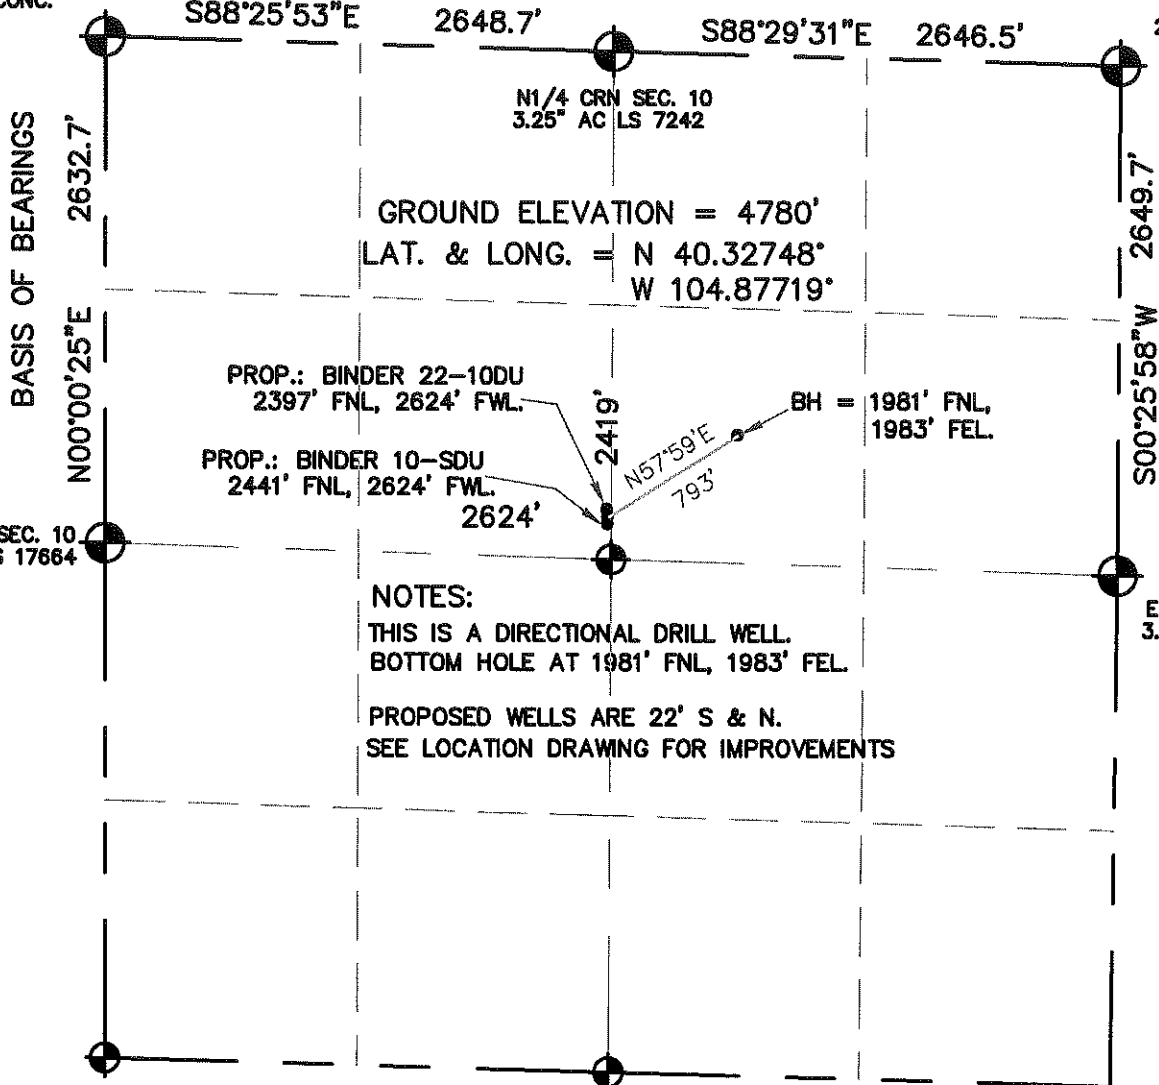 CONC.
S88°25'53"E 2648.7' S88°29'31"E 2646.5'
2
N1/4 CRN SEC. 10
3.25" AC LS 7242
BASIS OF BEARINGS
N00°00'25"E 2632.7'
S00°25'58"W 2649.7'
GROUND ELEVATION = 4780'
LAT. & LONG. = N 40.32748°
W 104.87719°
PROP.: BINDER 22-10DU
2397' FNL, 2624' FWL.
2419'
BH = 1981' FNL,
1983' FEL.
N57°59'E
793'
PROP.: BINDER 10-SDU
2441' FNL, 2624' FWL.
2624'
SEC. 10
17664
NOTES:
THIS IS A DIRECTIONAL DRILL WELL.
BOTTOM HOLE AT 1981' FNL, 1983' FEL.
E
3.
PROPOSED WELLS ARE 22' S & N.
SEE LOCATION DRAWING FOR IMPROVEMENTS